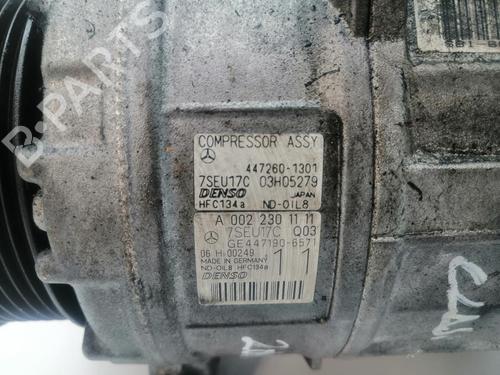 B-PARTS
COMPRESSOR ASSY
447260-1301
7SEU17C 03H05279
DENSO JAPAN
HFC134a ND-OIL8
A 002 230 11 11
7SEU17C Q03
GE447190-6571
06 H 00249 11
MADE IN GERMANY
ND-OIL8 HFC134a
DENSO